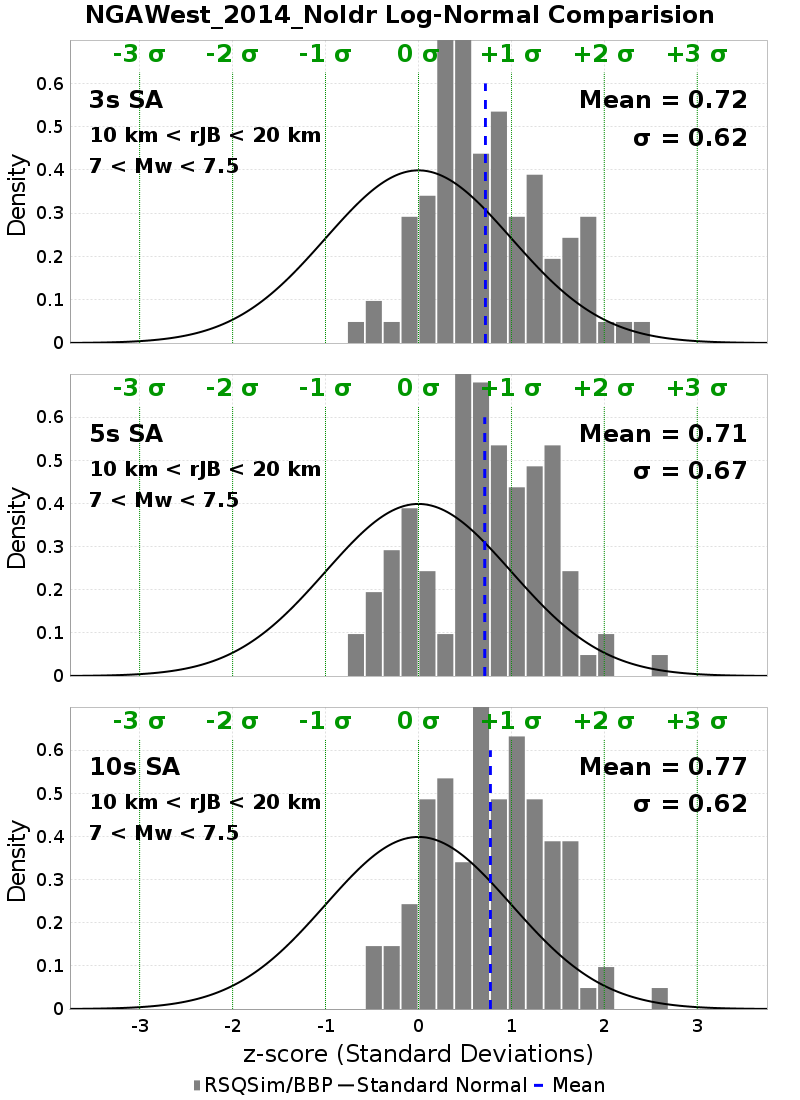 NGAWest_2014_NoIdr Log-Normal Comparision
-3 σ -2 σ -1 σ 0 σ +1 σ +2 σ +3 σ
0.6
3s SA Mean = 0.72
0.5
10 km < rJB < 20 km σ = 0.62
7 < Mw < 7.5
0.4
Density
0.3
0.2
0.1
0
-3 σ -2 σ -1 σ 0 σ +1 σ +2 σ +3 σ
0.6
5s SA Mean = 0.71
0.5
10 km < rJB < 20 km σ = 0.67
7 < Mw < 7.5
0.4
Density
0.3
0.2
0.1
0
-3 σ -2 σ -1 σ 0 σ +1 σ +2 σ +3 σ
0.6
10s SA Mean = 0.77
0.5
10 km < rJB < 20 km σ = 0.62
7 < Mw < 7.5
0.4
Density
0.3
0.2
0.1
0
-3 -2 -1 0 1 2 3
z-score (Standard Deviations)
RSQSim/BBP Standard Normal Mean